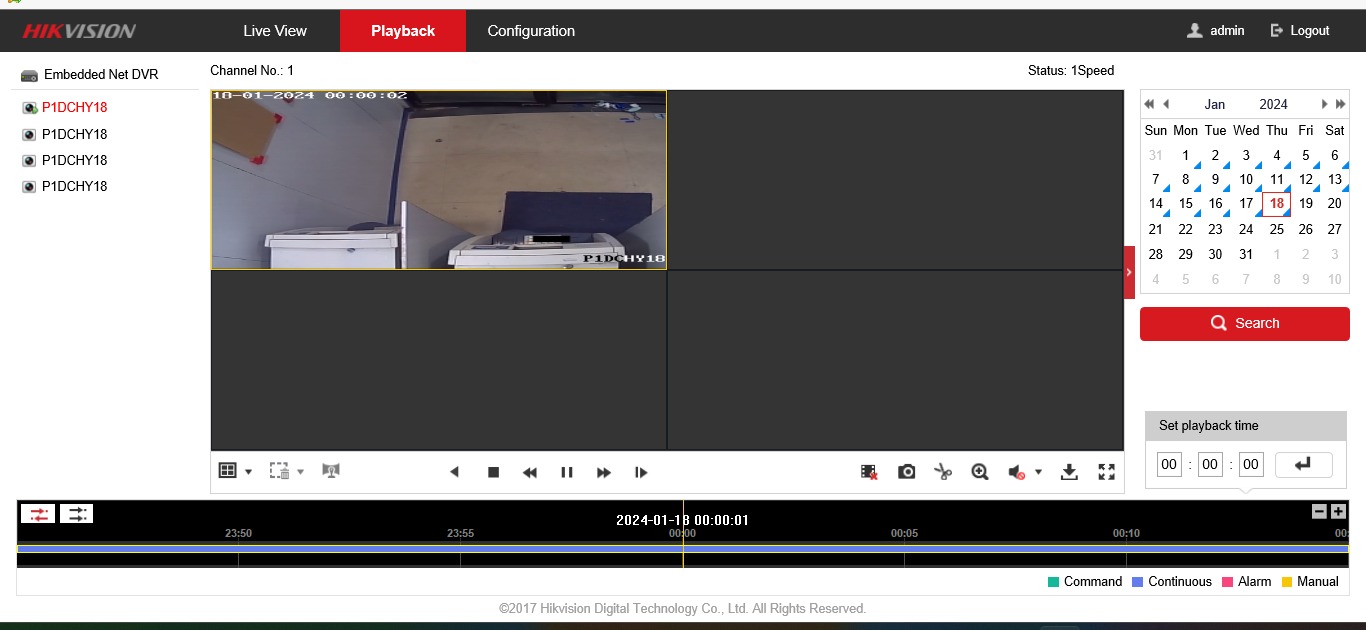 HIKVISION Live View Playback Configuration admin Logout
Embedded Net DVR
P1DCHY18
P1DCHY18
P1DCHY18
P1DCHY18
Channel No.: 1 Status: 1Speed
18-01-2024 00:00:02
P1DCHY18
Jan 2024
Sun Mon Tue Wed Thu Fri Sat
31 1 2 3 4 5 6
7 8 9 10 11 12 13
14 15 16 17 18 19 20
21 22 23 24 25 26 27
28 29 30 31 1 2 3
4 5 6 7 8 9 10
Search
Set playback time
00 : 00 : 00
2024-01-18 00:00:01
23:50 23:55 00:00 00:05 00:10 00:
Command Continuous Alarm Manual
©2017 Hikvision Digital Technology Co., Ltd. All Rights Reserved.